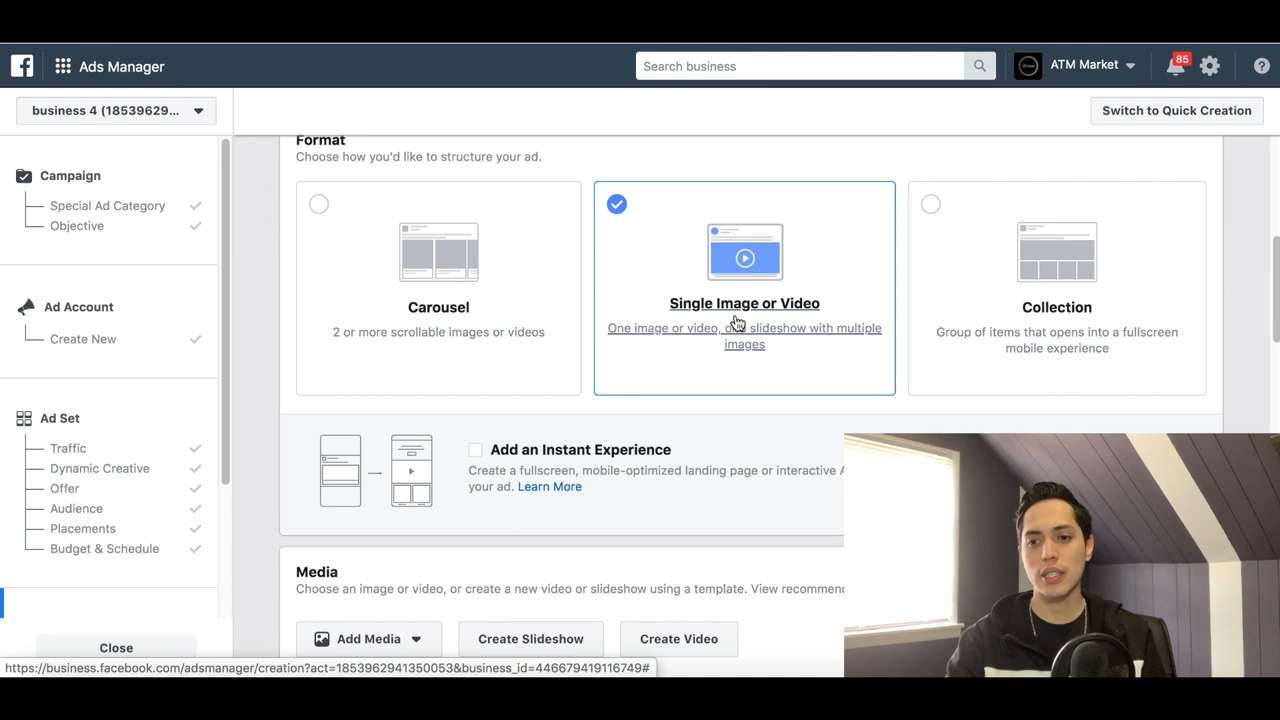 Ads Manager
Search business
ATM Market
85
business 4 (18539629...
Switch to Quick Creation
Campaign
Special Ad Category
Objective
Ad Account
Create New
Ad Set
Traffic
Dynamic Creative
Offer
Audience
Placements
Budget & Schedule
Close
Format
Choose how you'd like to structure your ad.
Carousel
2 or more scrollable images or videos
Single Image or Video
One image or video, or a slideshow with multiple
images
Collection
Group of items that opens into a fullscreen
mobile experience
Add an Instant Experience
Create a fullscreen, mobile-optimized landing page or interactive
your ad. Learn More
Media
Choose an image or video, or create a new video or slideshow using a template. View
Add Media
Create Slideshow
Create Video
https://business.facebook.com/adsmanager/creation?act=1853962941350053&business_id=446679419116749#